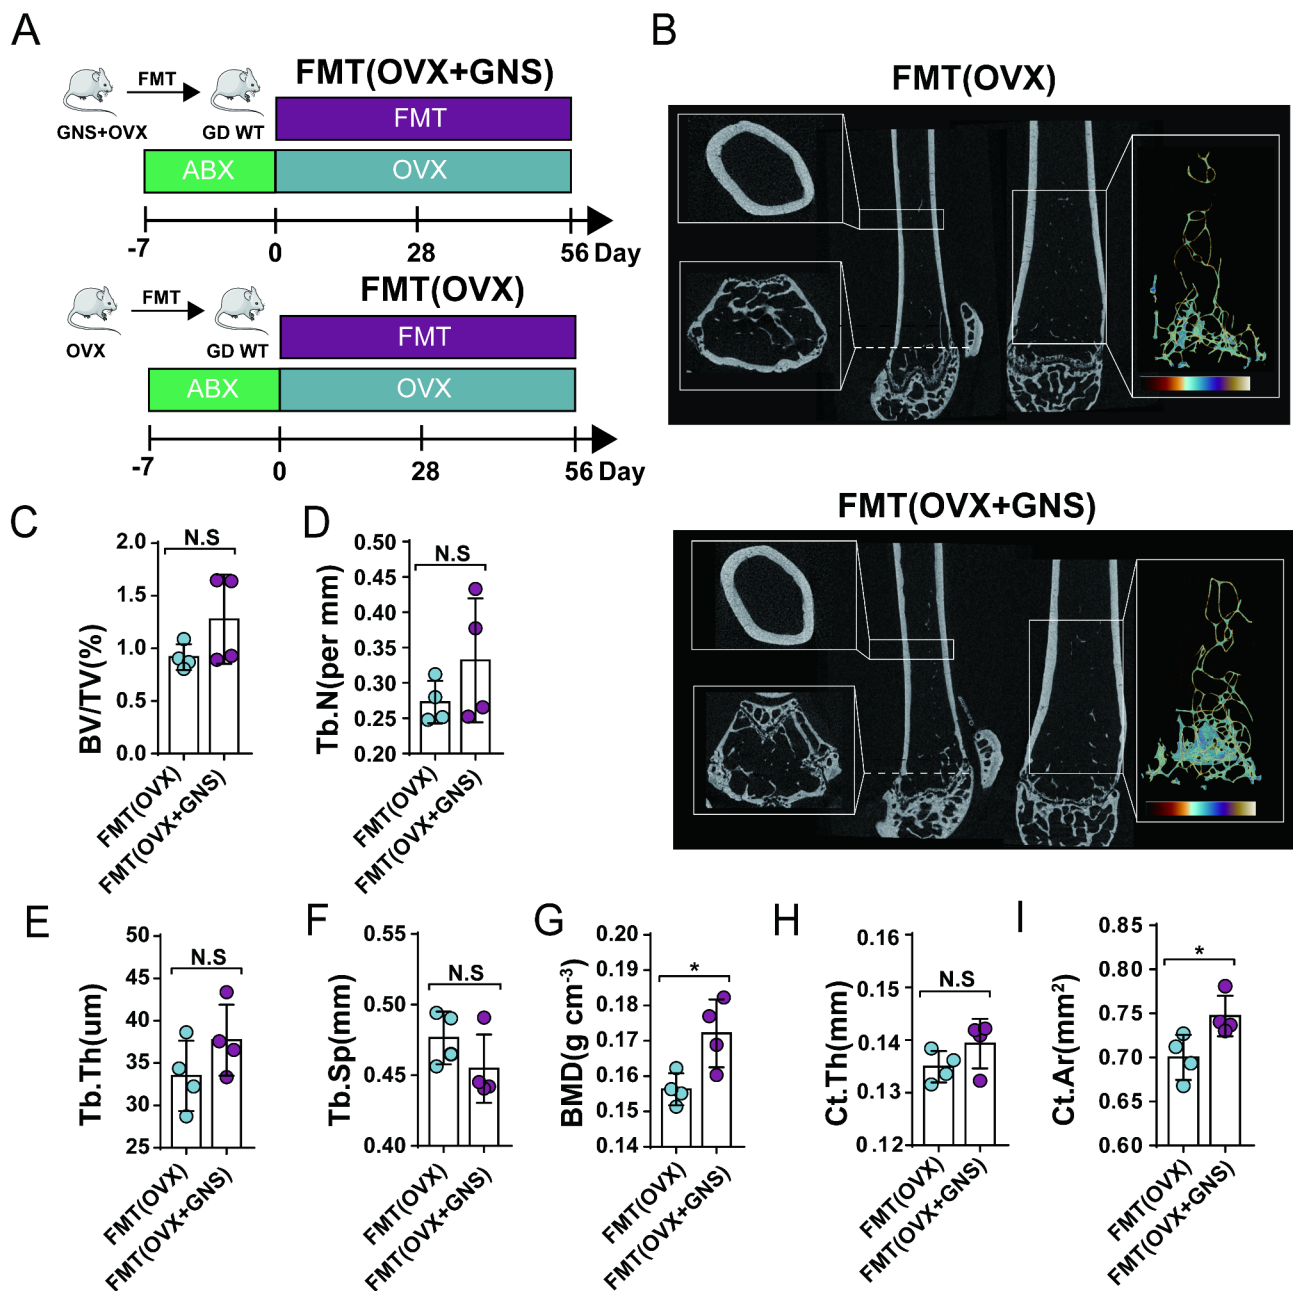 A
FMT(OVX+GNS)
FMT
GNS+OVX
GD WT
FMT
ABX
OVX
-7
0
28
56 Day
FMT(OVX)
FMT
OVX
GD WT
FMT
ABX
OVX
-7
0
28
56 Day
B
FMT(OVX)
FMT(OVX+GNS)
C
N.S
BV/TV(%)
2.0
1.5
1.0
0.5
0.0
FMT(OVX)
FMT(OVX+GNS)
D
N.S
Tb.N(per mm)
0.50
0.45
0.40
0.35
0.30
0.25
0.20
FMT(OVX)
FMT(OVX+GNS)
E
N.S
Tb.Th(um)
50
45
40
35
30
25
FMT(OVX)
FMT(OVX+GNS)
F
N.S
Tb.Sp(mm)
0.55
0.50
0.45
0.40
FMT(OVX)
FMT(OVX+GNS)
G
*
BMD(g cm-3)
0.20
0.19
0.18
0.17
0.16
0.15
0.14
FMT(OVX)
FMT(OVX+GNS)
H
N.S
Ct.Th(mm)
0.16
0.15
0.14
0.13
0.12
FMT(OVX)
FMT(OVX+GNS)
I
*
Ct.Ar(mm2)
0.85
0.80
0.75
0.70
0.65
0.60
FMT(OVX)
FMT(OVX+GNS)